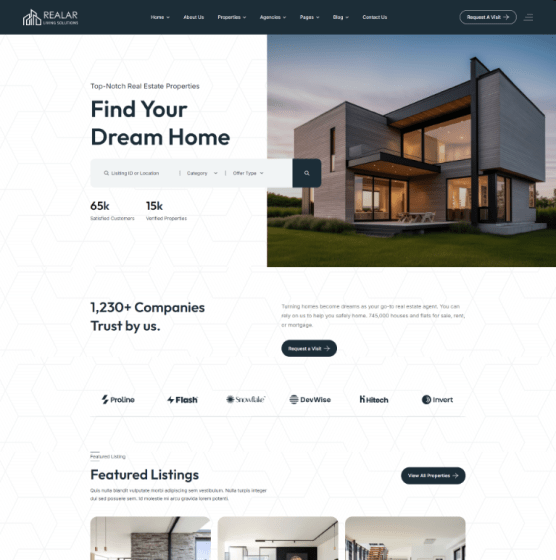 REALAR
LIVING SOLUTIONS
Home About Us Properties Agencies Pages Blog Contact Us
Request A Visit
Top-Notch Real Estate Properties
Find Your
Dream Home
Listing ID or Location Category Offer Type
65k 15k
Satisfied Customers Verified Properties
1,230+ Companies
Trust by us.
Turning homes become dreams as your go-to real estate agent. You can
rely on us to help you safely home. 745,000 houses and flats for sale, rent,
or mortgage.
Request a Visit
Proline Flash Snowflake DevWise Hitech Invert
Featured Listing
Featured Listings
View All Properties
Quis nulla blandit vulputate morbi adipiscing sem vestibulum. Nulla turpis integer
dui sed posuere sem. Id molestie mi arcu gravida lorem potenti.